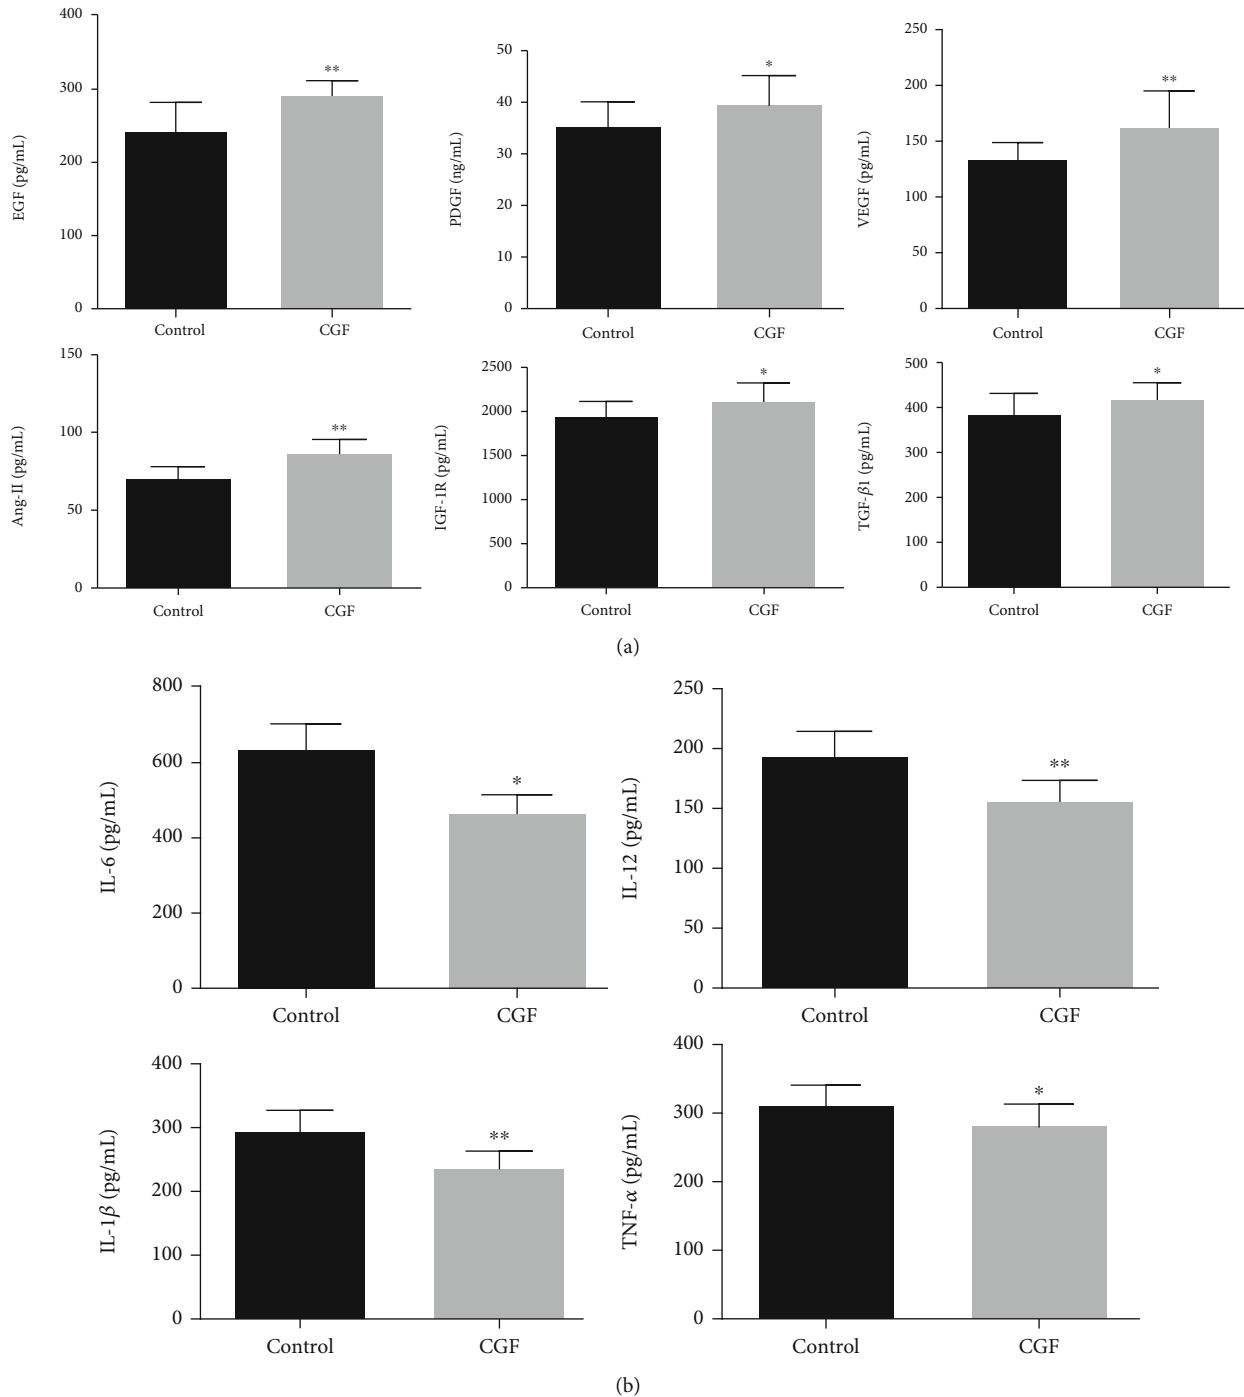 400
300
200
100
0
EGF (pg/mL)
**
Control
CGF
50
40
30
20
10
0
PDGF (ng/mL)
*
Control
CGF
250
200
150
100
50
0
VEGF (pg/mL)
**
Control
CGF
150
100
50
0
Ang-II (pg/mL)
**
Control
CGF
2500
2000
1500
1000
500
0
IGF-1R (pg/mL)
*
Control
CGF
500
400
300
200
100
0
TGF-β1 (pg/mL)
*
Control
CGF
(a)
800
600
400
200
0
IL-6 (pg/mL)
*
Control
CGF
250
200
150
100
50
0
IL-12 (pg/mL)
**
Control
CGF
400
300
200
100
0
IL-1β (pg/mL)
**
Control
CGF
400
300
200
100
0
TNF-α (pg/mL)
*
Control
CGF
(b)